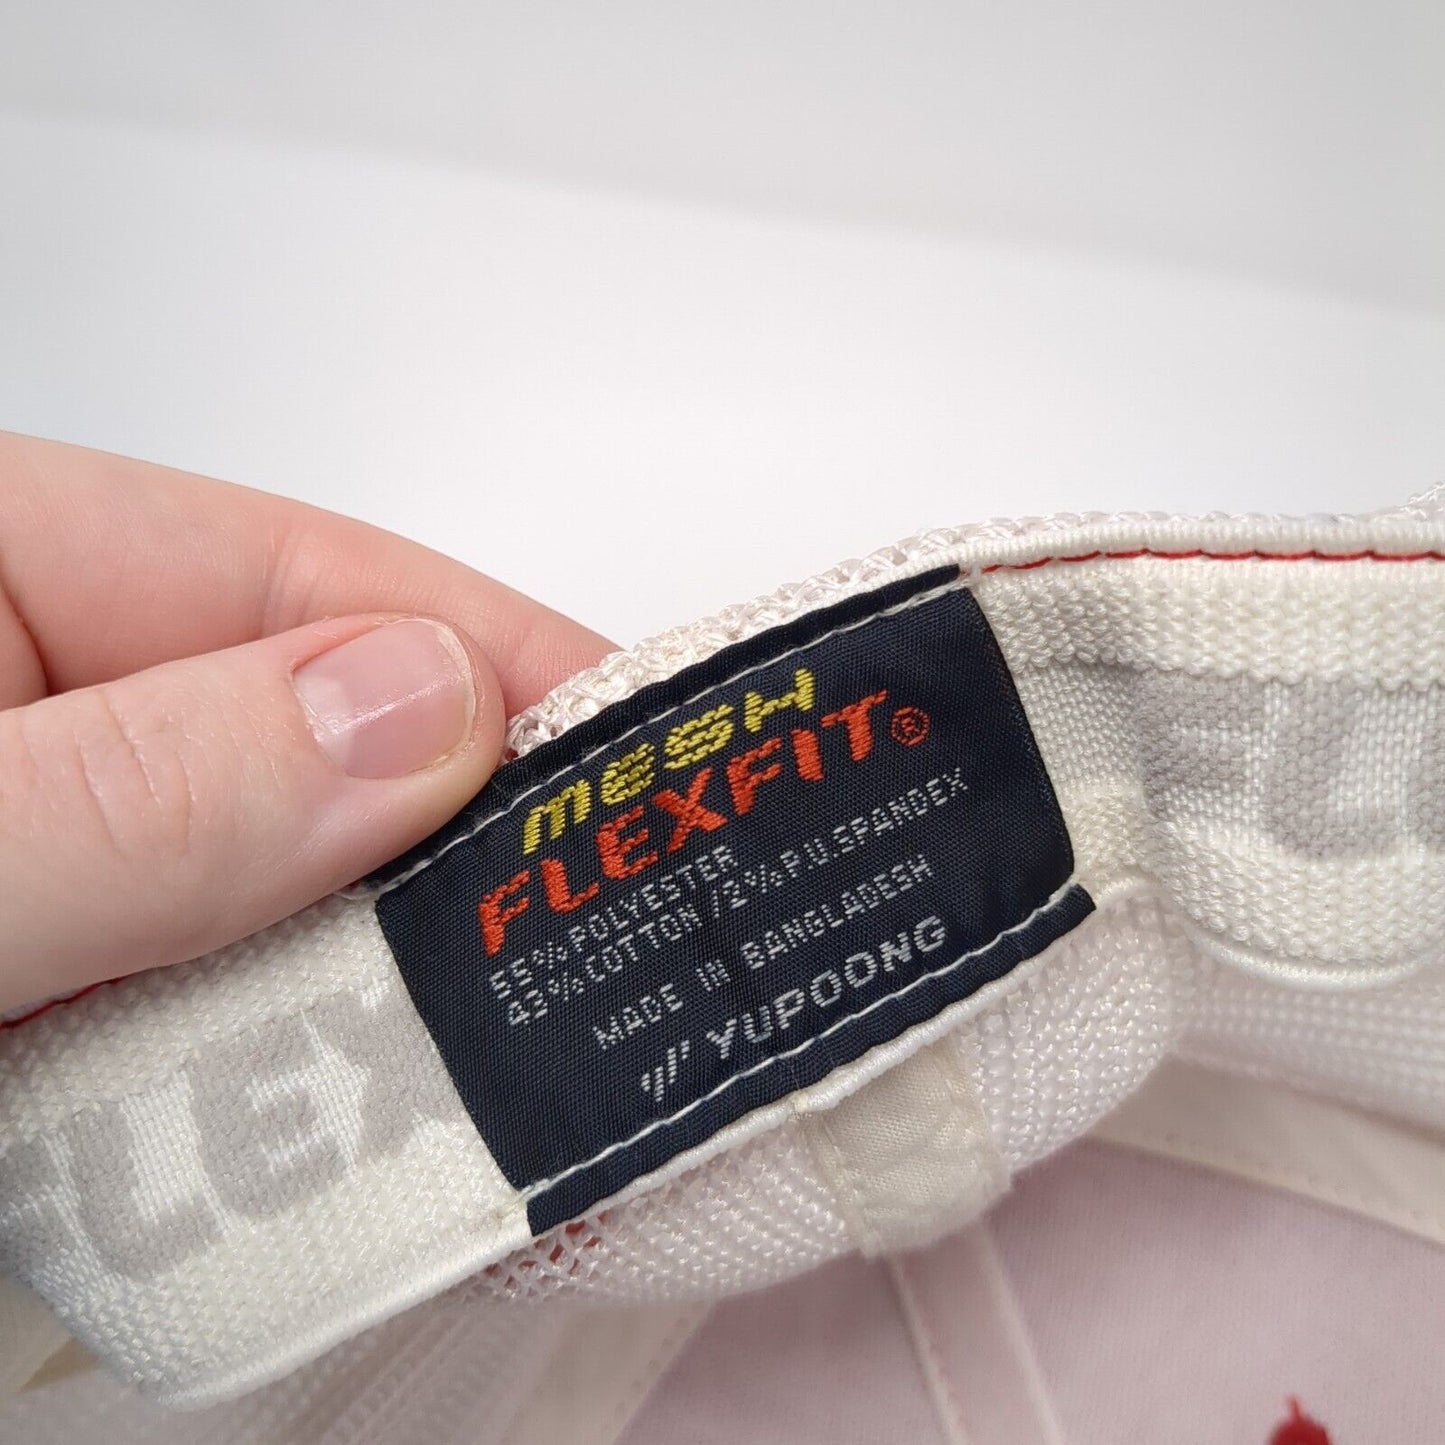 MESH
FLEXFIT®
55% POLYESTER
43% COTTON / 2% P.U. SPANDEX
MADE IN BANGLADESH
YUPOONG